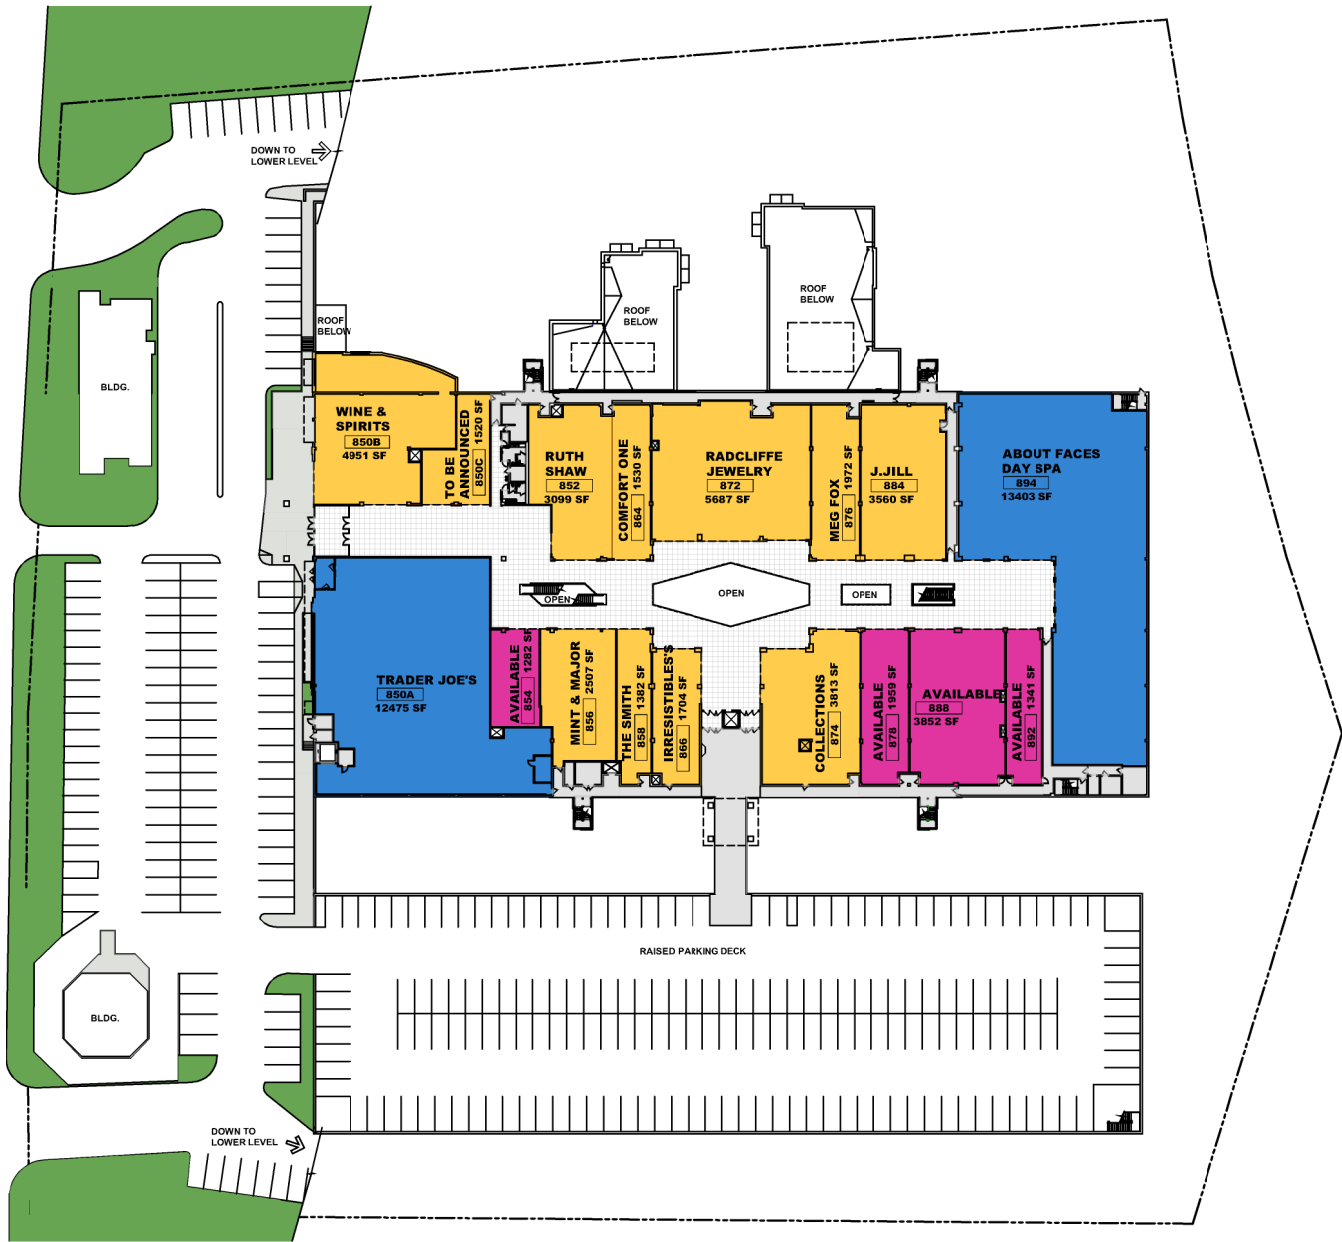 DOWN TO
LOWER LEVEL
ROOF
BELOW
ROOF
BELOW
ROOF
BELOW
BLDG.
WINE &
SPIRITS
850B
4951 SF
TO BE
ANNOUNCED
850C 1520 SF
RUTH
SHAW
852
3099 SF
COMFORT ONE
864 1530 SF
RADCLIFFE
JEWELRY
872
5687 SF
MEG FOX
876 1972 SF
J.JILL
884
3560 SF
ABOUT FACES
DAY SPA
894
13403 SF
OPEN
OPEN
OPEN
TRADER JOE'S
850A
12475 SF
AVAILABLE
854 1282 SF
MINT & MAJOR
856 2507 SF
THE SMITH
858 1382 SF
IRRESISTIBLES'S
866 1704 SF
COLLECTIONS
874 3813 SF
AVAILABLE
878 1959 SF
AVAILABLE
888
3852 SF
AVAILABLE
892 1341 SF
RAISED PARKING DECK
BLDG.
DOWN TO
LOWER LEVEL